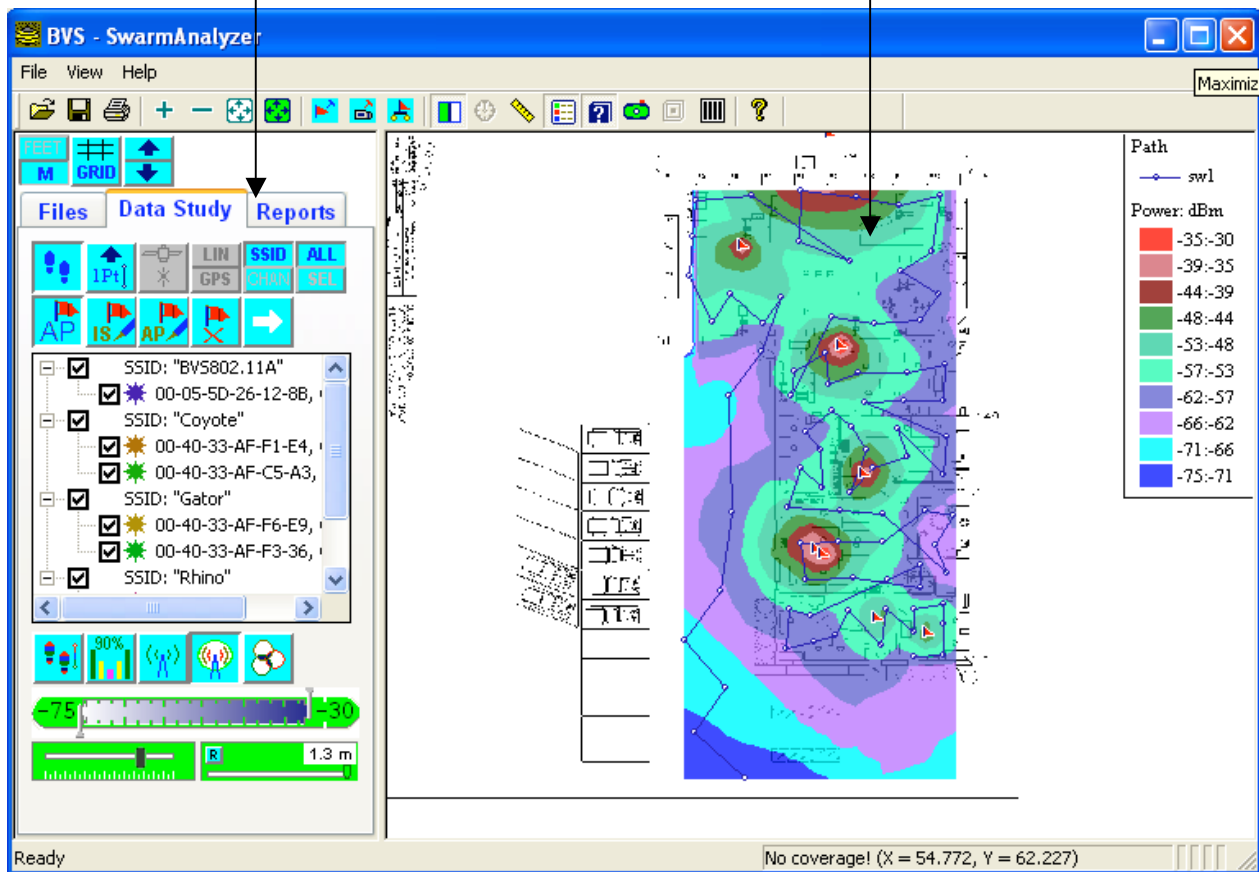 BVS - SwarmAnalyzer
File View Help
Maximiz
FEET
M
GRID
Files Data Study Reports
1Pt
LIN
GPS
SSID
CHAN
ALL
SEL
AP
IS
AP
SSID: "BVS802.11A"
00-05-5D-26-12-8B,
SSID: "Coyote"
00-40-33-AF-F1-E4,
00-40-33-AF-C5-A3,
SSID: "Gator"
00-40-33-AF-F6-E9,
00-40-33-AF-F3-36,
SSID: "Rhino"
90%
-75
-30
R
1.3 m
Path
sw1
Power: dBm
-35:-30
-39:-35
-44:-39
-48:-44
-53:-48
-57:-53
-62:-57
-66:-62
-71:-66
-75:-71
Ready
No coverage! (X = 54.772, Y = 62.227)